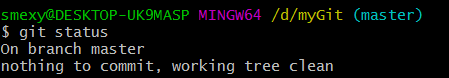 smexy@DESKTOP-UK9MASP MINGW64 /d/myGit (master)
$ git status
On branch master
nothing to commit, working tree clean